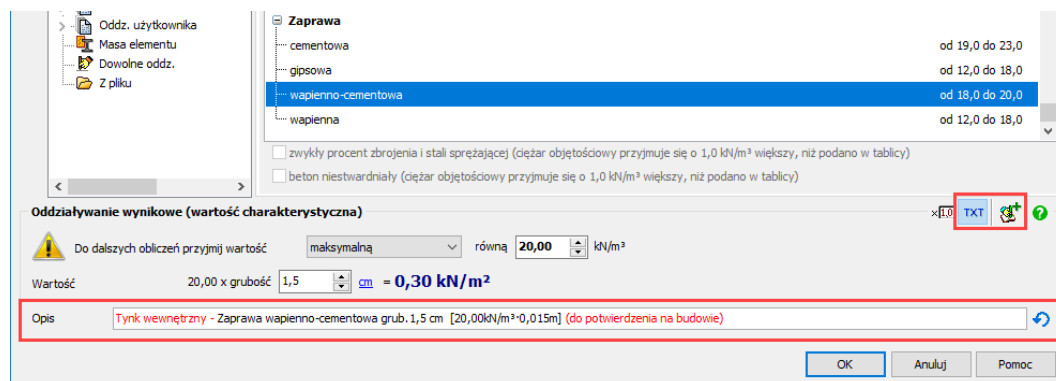 Oddz. użytkownika
Masa elementu
Dowolne oddz.
Z pliku
Zaprawa
cementowa od 19,0 do 23,0
gipsowa od 12,0 do 18,0
wapienno-cementowa od 18,0 do 20,0
wapienna od 12,0 do 18,0
zwykły procent zbrojenia i stali sprężającej (ciężar objętościowy przyjmuje się o 1,0 kN/m³ większy, niż podano w tablicy)
beton niestwardniały (ciężar objętościowy przyjmuje się o 1,0 kN/m³ większy, niż podano w tablicy)
Oddziaływanie wynikowe (wartość charakterystyczna) ×1,0 TXT
Do dalszych obliczeń przyjmij wartość maksymalną równą 20,00 kN/m³
Wartość 20,00 x grubość 1,5 cm = 0,30 kN/m²
Opis Tynk wewnętrzny - Zaprawa wapienno-cementowa grub.1,5 cm [20,00kN/m³·0,015m] (do potwierdzenia na budowie)
OK Anuluj Pomoc